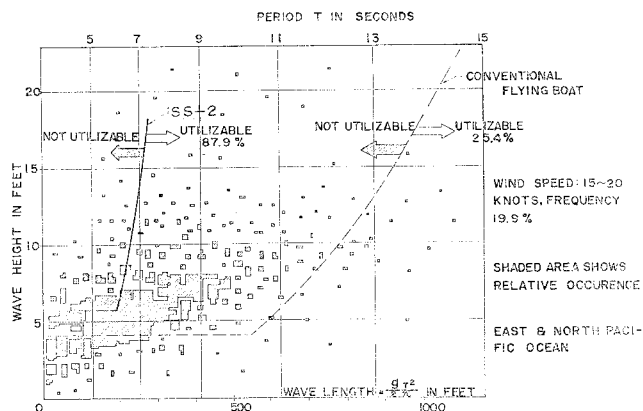 PERIOD T IN SECONDS
5 7 9 11 13 15
20
15
10
5
0
WAVE HEIGHT IN FEET
SS-2
NOT UTILIZABLE
UTILIZABLE
87.9%
CONVENTIONAL
FLYING BOAT
NOT UTILIZABLE
UTILIZABLE
25.4%
WIND SPEED: 15~20
KNOTS, FREQUENCY
19.9%
SHADED AREA SHOWS
RELATIVE OCCURENCE
EAST & NORTH PACI-
FIC OCEAN
0 500 1000
WAVE LENGTH = gT²/2π IN FEET